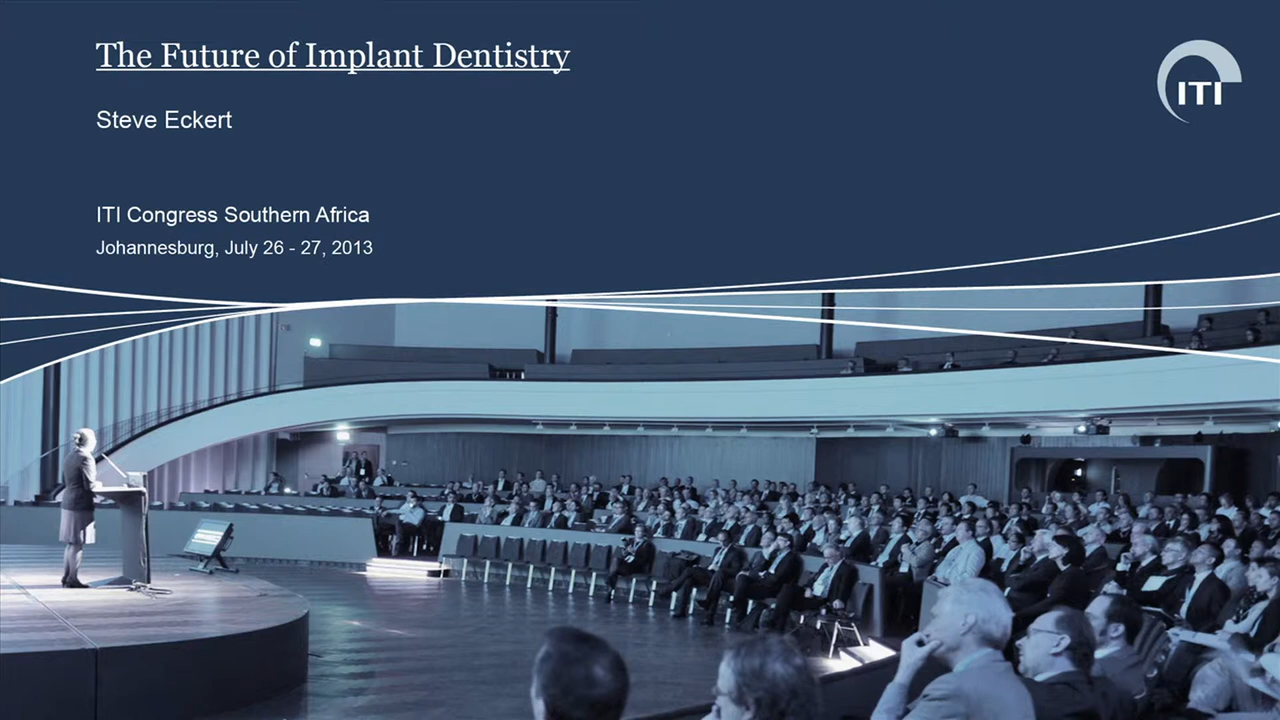 The Future of Implant Dentistry
ITI
Steve Eckert
ITI Congress Southern Africa
Johannesburg, July 26 - 27, 2013